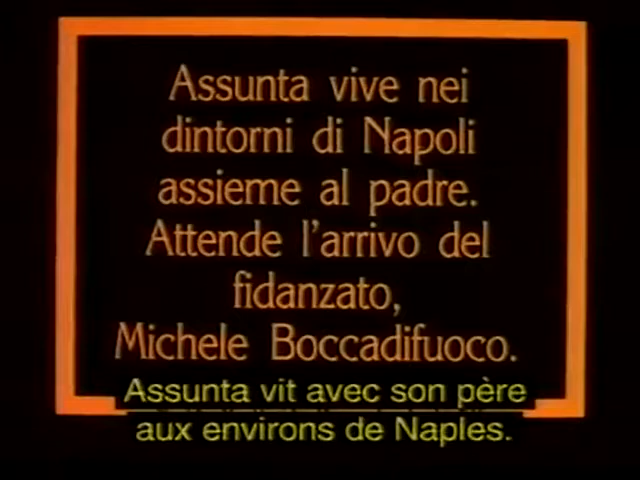 Assunta vive nei
dintorni di Napoli
assieme al padre.
Attende l'arrivo del
fidanzato,
Michele Boccadifuoco.
Assunta vit avec son père
aux environs de Naples.